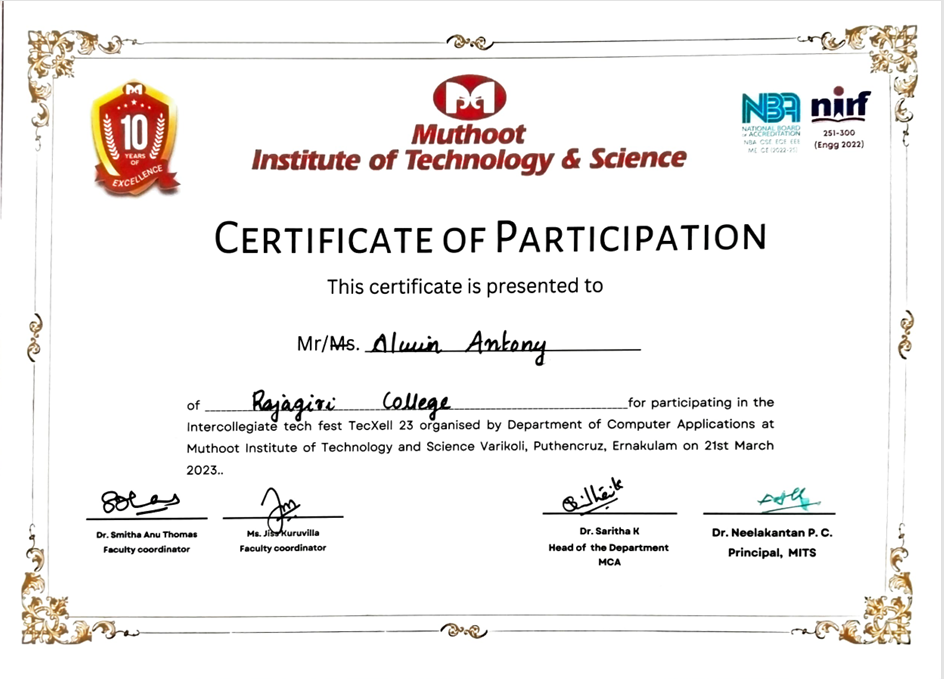 10
YEARS
OF
EXCELLENCE
Muthoot
Institute of Technology & Science
NBA
NATIONAL BOARD
of ACCREDITATION
NBA CSE ECE EEE
nirf
251-300
(Engg 2022)
CERTIFICATE OF PARTICIPATION
This certificate is presented to
Mr/Ms. Alwin Antony
of Rajagiri College for participating in the
Intercollegiate tech fest TecXell 23 organised by Department of Computer Applications at
Muthoot Institute of Technology and Science Varikoli, Puthencruz, Ernakulam on 21st March
2023..
Dr. Smitha Anu Thomas
Faculty coordinator
Ms. Jiss Kuruvilla
Faculty coordinator
Dr. Saritha K
Head of the Department
MCA
Dr. Neelakantan P. C.
Principal, MITS